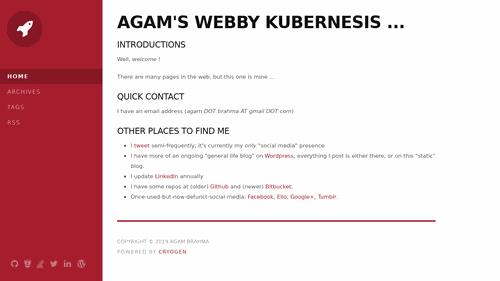 AGAM'S WEBBY KUBERNESIS ...
HOME
ARCHIVES
TAGS
RSS
INTRODUCTIONS
Well, welcome !
There are many pages in the web, but this one is mine ...
QUICK CONTACT
I have an email address (agam DOT brahma AT gmail DOT com)
OTHER PLACES TO FIND ME
I tweet semi-frequently; it's currently my only "social media" presence
I have more of an ongoing "general life blog" on Wordpress; everything I post is either there, or on this "static"
blog.
I update LinkedIn annually
I have some repos at (older) Github and (newer) Bitbucket.
Once-used-but-now-defunct-social-media: Facebook, Ello, Google+, Tumblr.
COPYRIGHT © 2019 AGAM BRAHMA
POWERED BY CRYOGEN